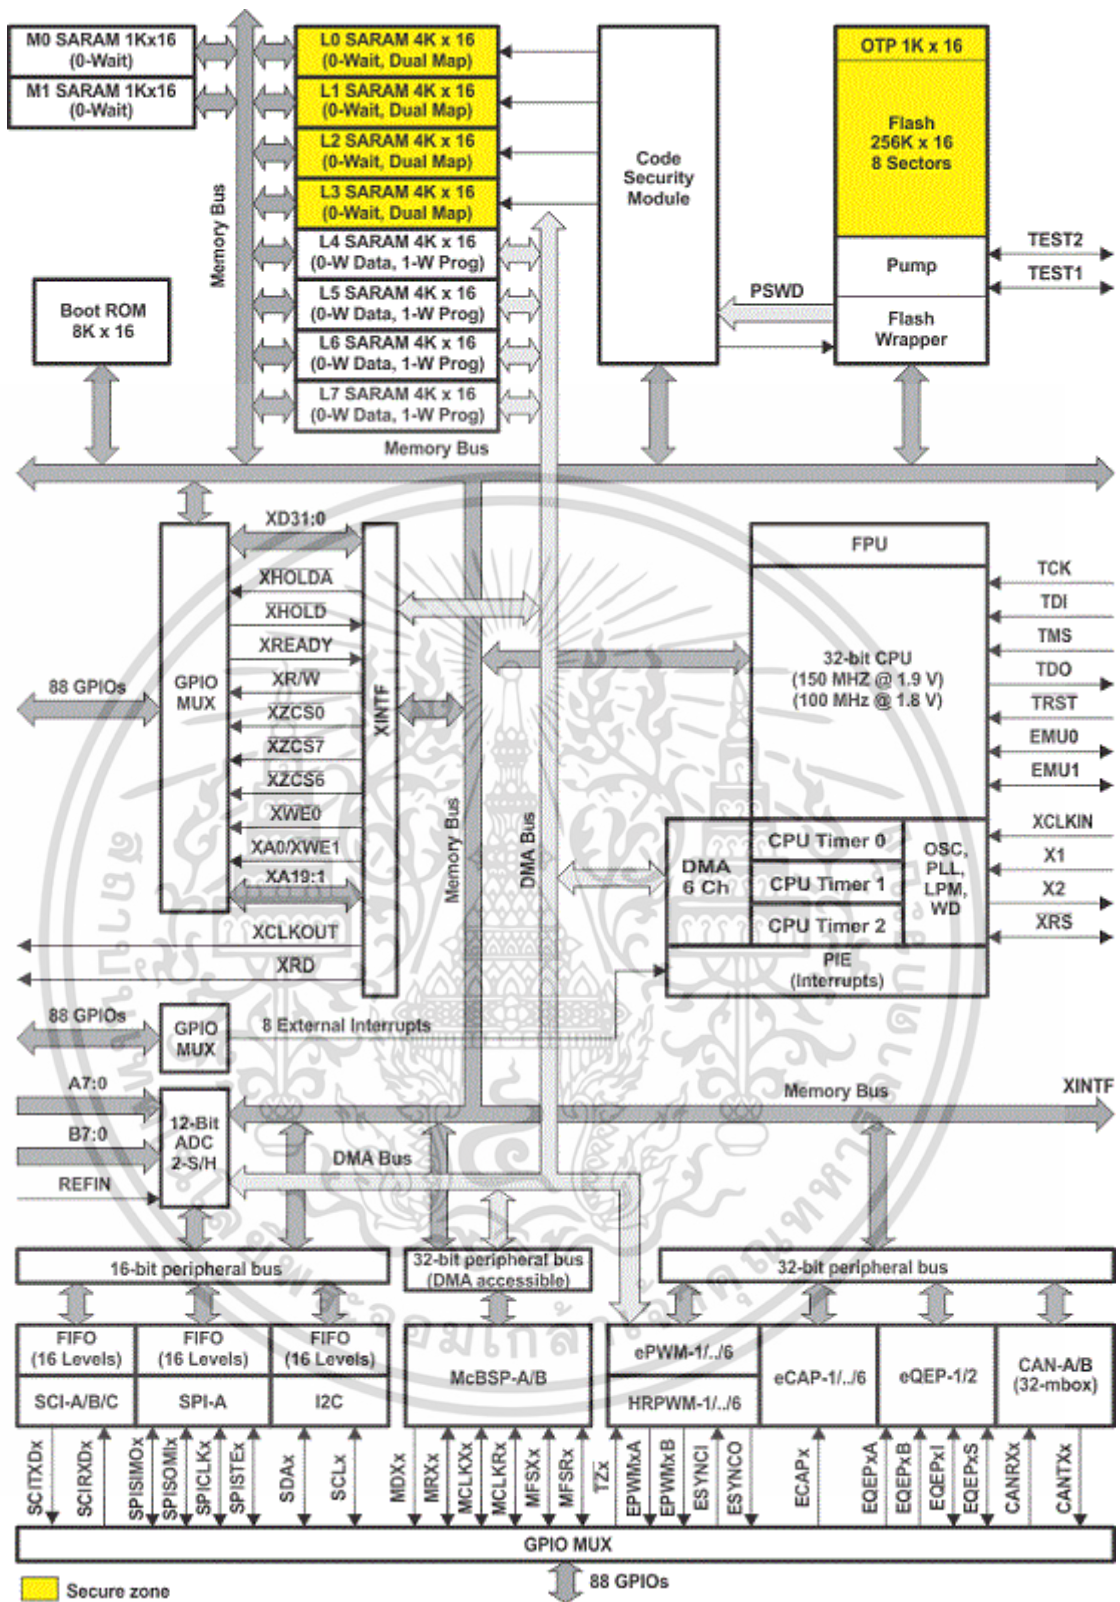 M0 SARAM 1Kx16
(0-Wait)
M1 SARAM 1Kx16
(0-Wait)
L0 SARAM 4K x 16
(0-Wait, Dual Map)
L1 SARAM 4K x 16
(0-Wait, Dual Map)
L2 SARAM 4K x 16
(0-Wait, Dual Map)
L3 SARAM 4K x 16
(0-Wait, Dual Map)
L4 SARAM 4K x 16
(0-W Data, 1-W Prog)
L5 SARAM 4K x 16
(0-W Data, 1-W Prog)
L6 SARAM 4K x 16
(0-W Data, 1-W Prog)
L7 SARAM 4K x 16
(0-W Data, 1-W Prog)
Memory Bus
Boot ROM
8K x 16
Code
Security
Module
OTP 1K x 16
Flash
256K x 16
8 Sectors
Pump
Flash
Wrapper
PSWD
TEST2
TEST1
Memory Bus
88 GPIOs
GPIO
MUX
XD31:0
XHOLDA
XHOLD
XREADY
XR/W
XZCS0
XZCS7
XZCS6
XWE0
XA0/XWE1
XA19:1
XCLKOUT
XRD
XINTF
Memory Bus
DMA Bus
FPU
32-bit CPU
(150 MHZ @ 1.9 V)
(100 MHz @ 1.8 V)
TCK
TDI
TMS
TDO
TRST
EMU0
EMU1
XCLKIN
X1
X2
XRS
DMA
6 Ch
CPU Timer 0
CPU Timer 1
CPU Timer 2
OSC,
PLL,
LPM,
WD
PIE
(Interrupts)
88 GPIOs
GPIO
MUX
8 External Interrupts
A7:0
B7:0
REFIN
12-Bit
ADC
2-S/H
Memory Bus
XINTF
DMA Bus
16-bit peripheral bus
32-bit peripheral bus
(DMA accessible)
32-bit peripheral bus
FIFO
(16 Levels)
SCI-A/B/C
FIFO
(16 Levels)
SPI-A
FIFO
(16 Levels)
I2C
McBSP-A/B
ePWM-1/../6
HRPWM-1/../6
eCAP-1/../6
eQEP-1/2
CAN-A/B
(32-mbox)
SCITXDx
SCIRXDx
SPISIMOx
SPISOMIx
SPICLKx
SPISTEx
SDAx
SCLx
MDXx
MRXx
MCLKXx
MCLKRx
MFSXx
MFSRx
TZx
EPWMxA
EPWMxB
ESYNCI
ESYNCO
ECAPx
EQEPxA
EQEPxB
EQEPxI
EQEPxS
CANRXx
CANTXx
GPIO MUX
88 GPIOs
Secure zone